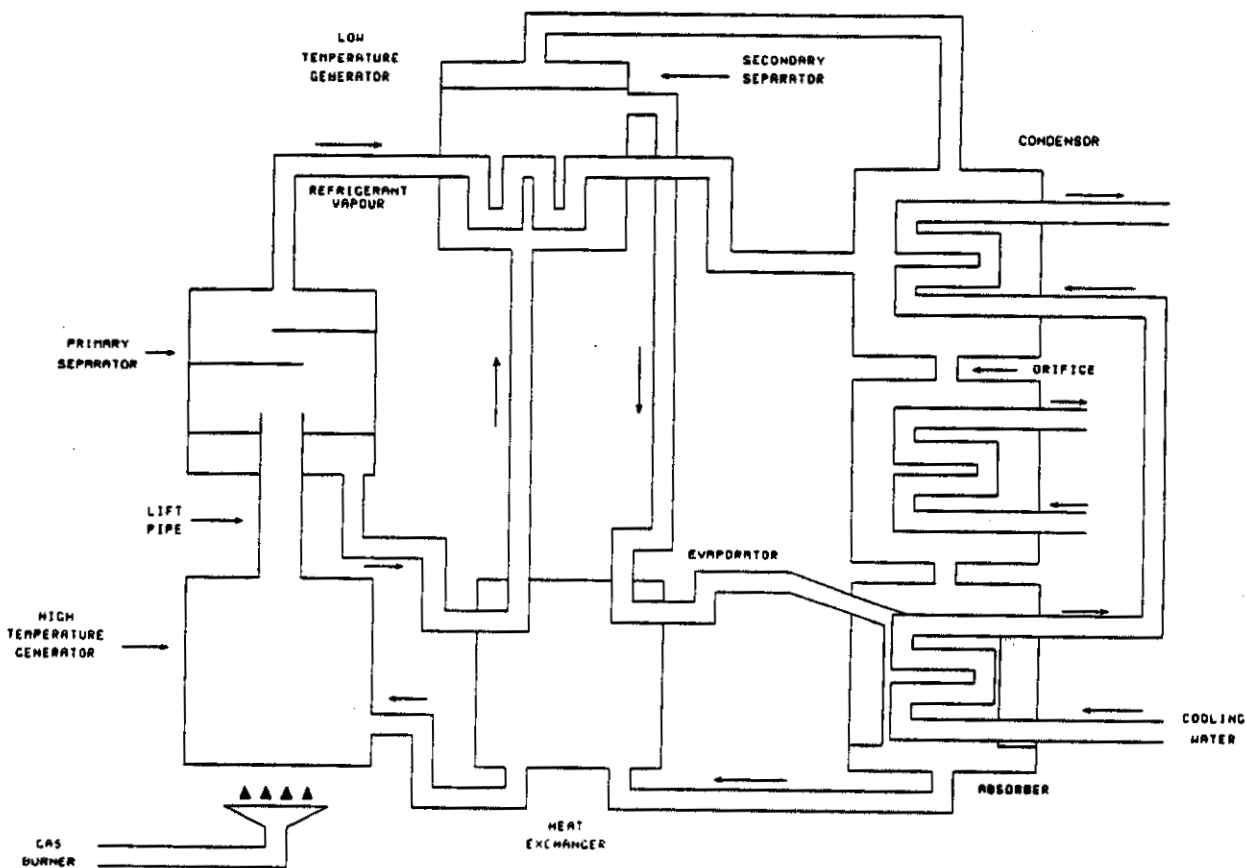 LOW
TEMPERATURE
GENERATOR
SECONDARY
SEPARATOR
CONDENSOR
REFRIGERANT
VAPOUR
PRIMARY
SEPARATOR
ORIFICE
LIFT
PIPE
EVAPORATOR
HIGH
TEMPERATURE
GENERATOR
COOLING
WATER
ABSORBER
HEAT
EXCHANGER
GAS
BURNER